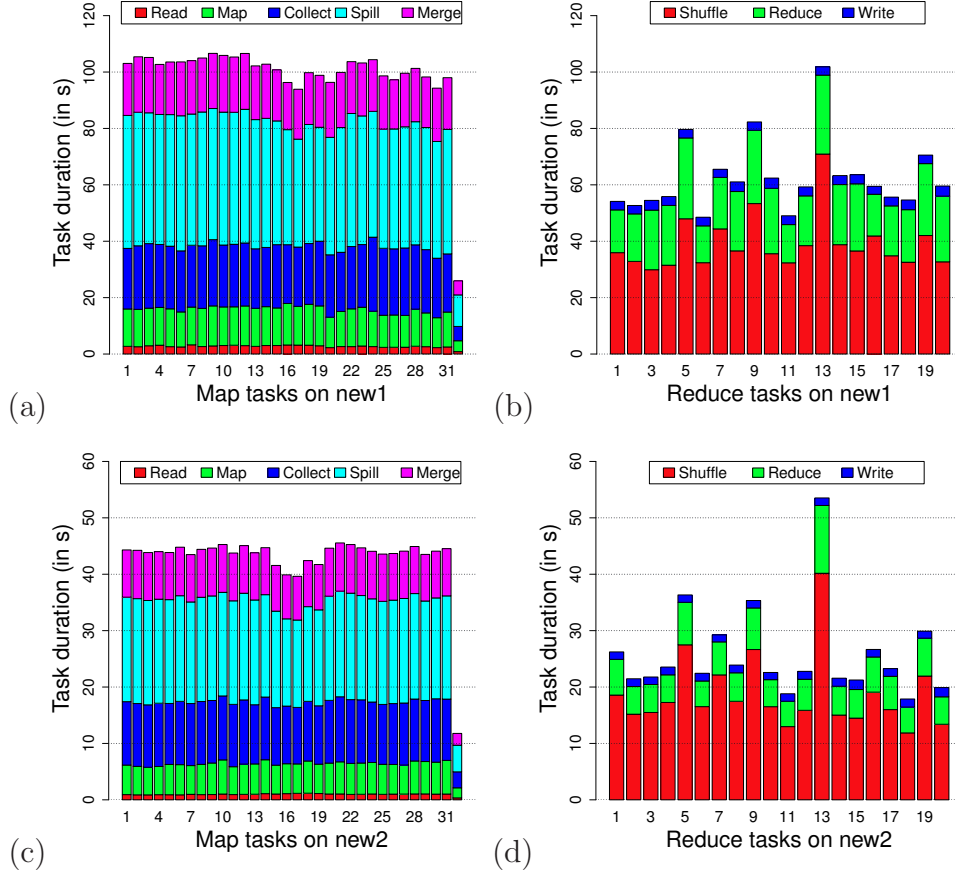 Task duration (in s)
0 20 40 60 80 100 120
Read Map Collect Spill Merge
1 4 7 10 13 16 19 22 25 28 31
Map tasks on new1
(a)
Task duration (in s)
0 20 40 60 80 100 120
Shuffle Reduce Write
1 3 5 7 9 11 13 15 17 19
Reduce tasks on new1
(b)
Task duration (in s)
0 10 20 30 40 50 60
Read Map Collect Spill Merge
1 4 7 10 13 16 19 22 25 28 31
Map tasks on new2
(c)
Task duration (in s)
0 10 20 30 40 50 60
Shuffle Reduce Write
1 3 5 7 9 11 13 15 17 19
Reduce tasks on new2
(d)